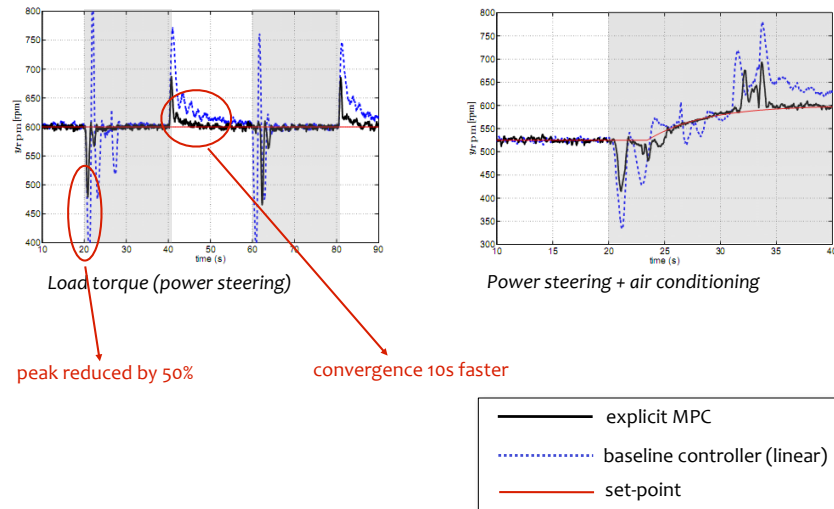 800
750
700
650
600
550
500
450
400
yrpm [rpm]
10 20 30 40 50 60 70 80 90
time (s)
Load torque (power steering)
800
750
700
650
600
550
500
450
400
350
300
yrpm [rpm]
10 15 20 25 30 35 40
time (s)
Power steering + air conditioning
peak reduced by 50%
convergence 10s faster
explicit MPC
baseline controller (linear)
set-point